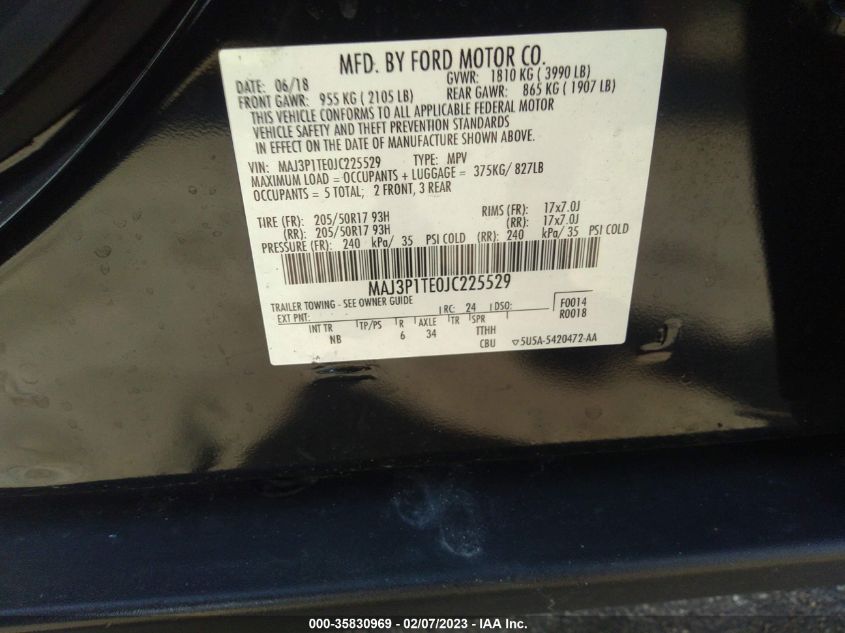 MFD. BY FORD MOTOR CO.
DATE: 06/18 GVWR: 1810 KG ( 3990 LB)
FRONT GAWR: 955 KG ( 2105 LB) REAR GAWR: 865 KG ( 1907 LB)
THIS VEHICLE CONFORMS TO ALL APPLICABLE FEDERAL MOTOR
VEHICLE SAFETY AND THEFT PREVENTION STANDARDS
IN EFFECT ON THE DATE OF MANUFACTURE SHOWN ABOVE.
VIN: MAJ3P1TE0JC225529 TYPE: MPV
MAXIMUM LOAD = OCCUPANTS + LUGGAGE = 375KG/ 827LB
OCCUPANTS = 5 TOTAL; 2 FRONT, 3 REAR
TIRE (FR): 205/50R17 93H RIMS (FR): 17x7.0J
(RR): 205/50R17 93H (RR): 17x7.0J
PRESSURE (FR): 240 kPa/ 35 PSI COLD (RR): 240 kPa/ 35 PSI COLD
MAJ3P1TE0JC225529
TRAILER TOWING - SEE OWNER GUIDE
EXT PNT: RC: 24 DSO: F0014
R0018
INT TR TP/PS R AXLE TR SPR
NB 6 34 TTHH
CBU 5U5A-5420472-AA
000-35830969 - 02/07/2023 - IAA Inc.